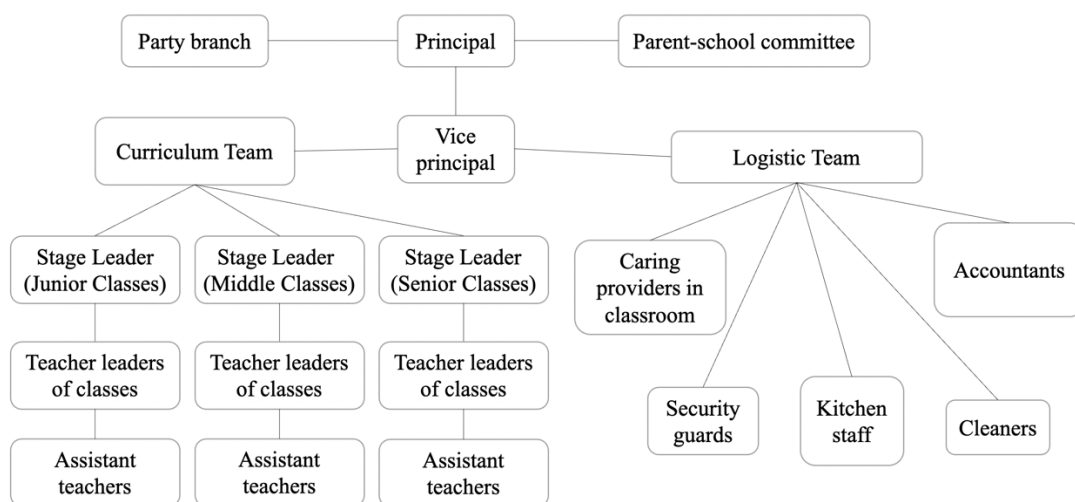 Party branch
Principal
Parent-school committee
Curriculum Team
Vice
principal
Logistic Team
Stage Leader
(Junior Classes)
Stage Leader
(Middle Classes)
Stage Leader
(Senior Classes)
Caring
providers in
classroom
Accountants
Teacher leaders
of classes
Teacher leaders
of classes
Teacher leaders
of classes
Security
guards
Kitchen
staff
Cleaners
Assistant
teachers
Assistant
teachers
Assistant
teachers